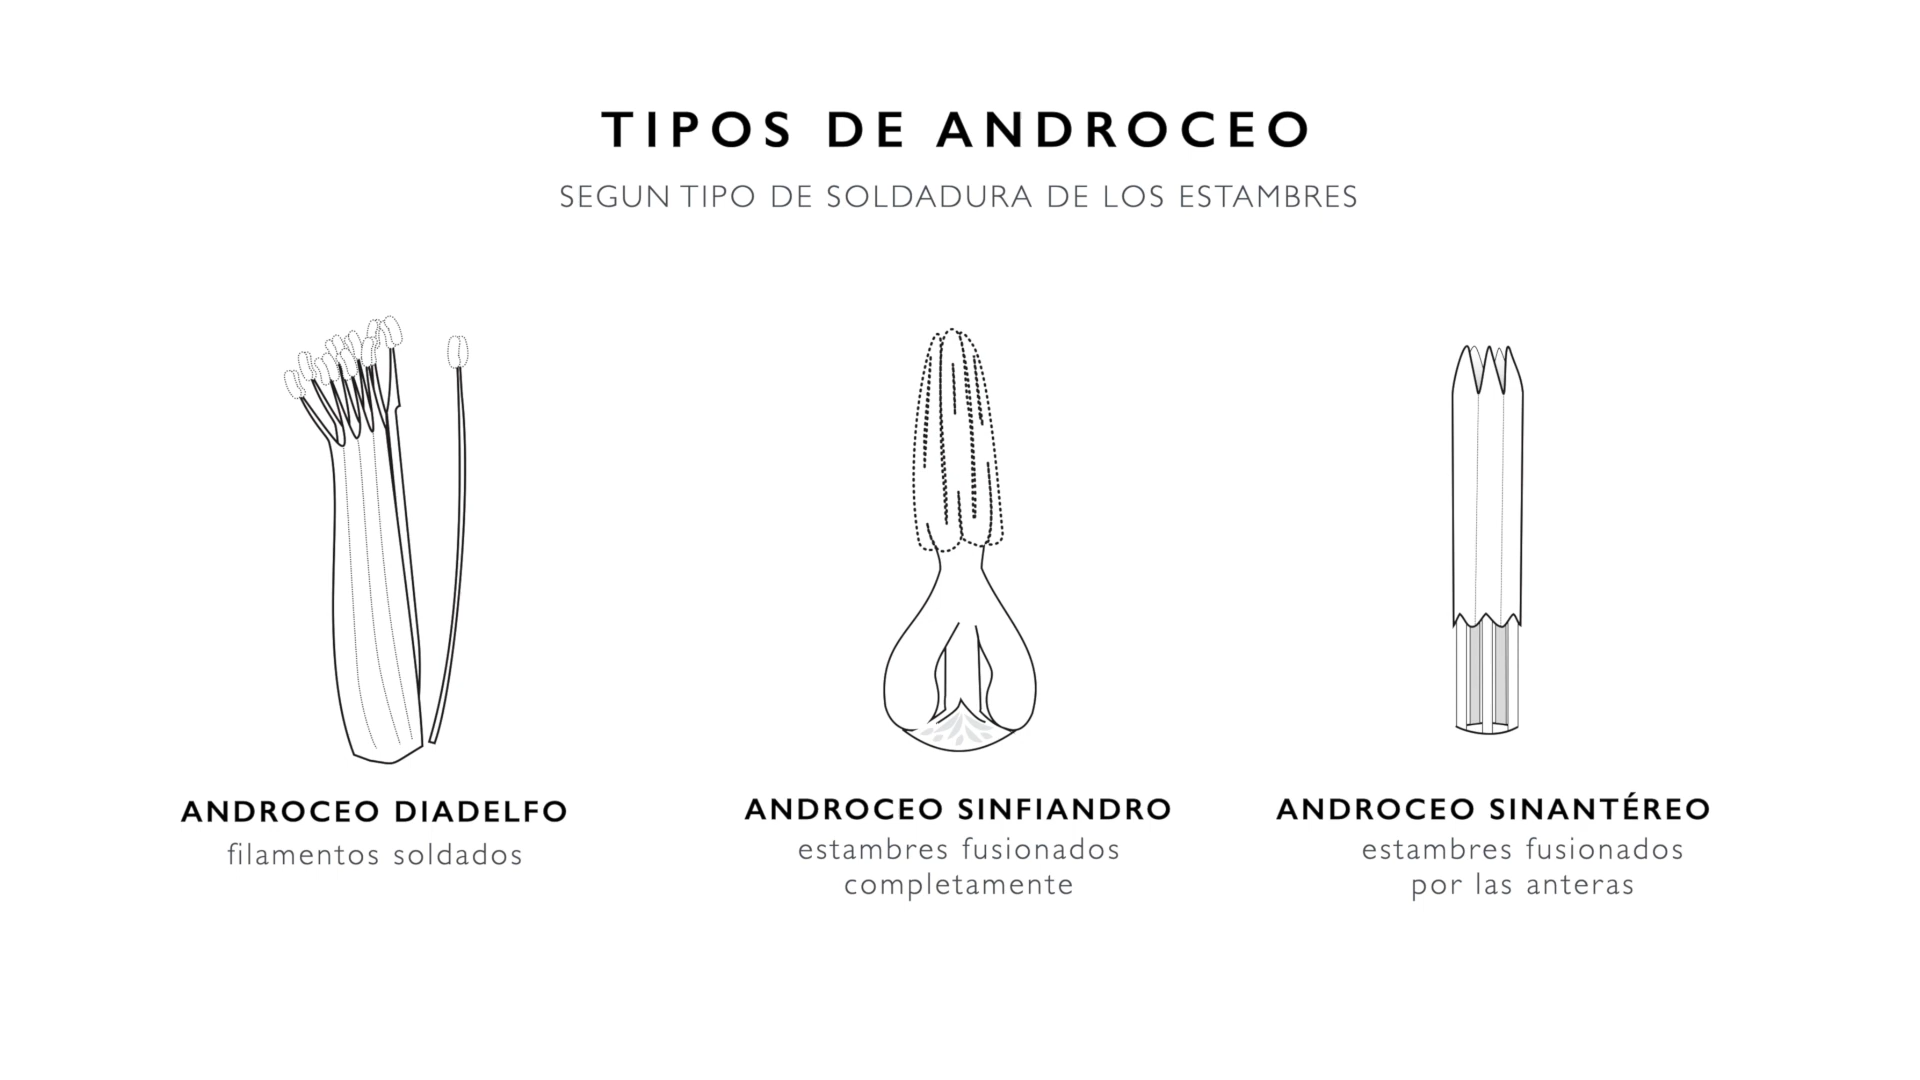 TIPOS DE ANDROCEO
SEGUN TIPO DE SOLDADURA DE LOS ESTAMBRES
ANDROCEO DIADELFO
filamentos soldados
ANDROCEO SINFIANDRO
estambres fusionados
completamente
ANDROCEO SINANTÉREO
estambres fusionados
por las anteras